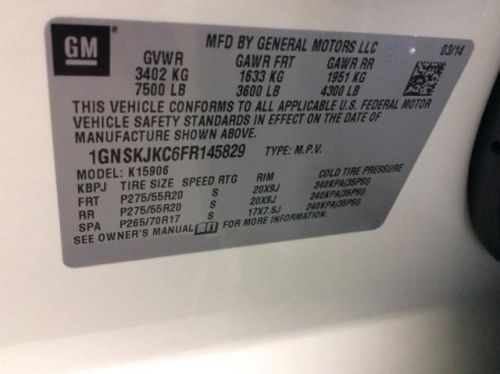 GM
MFD BY GENERAL MOTORS LLC 03/14
GVWR GAWR FRT GAWR RR
3402 KG 1633 KG 1951 KG
7500 LB 3600 LB 4300 LB
THIS VEHICLE CONFORMS TO ALL APPLICABLE U.S. FEDERAL MOTOR
VEHICLE SAFETY STANDARDS IN EFFECT ON THE DATE OF
MANUFACTURE SHOWN ABOVE.
1GNSKJKC6FR145829 TYPE: M.P.V.
MODEL: K15906
KBPJ TIRE SIZE SPEED RTG RIM COLD TIRE PRESSURE
FRT P275/55R20 S 20X9J 240KPA(35PSI)
RR P275/55R20 S 20X9J 240KPA(35PSI)
SPA P265/70R17 S 17X7.5J 240KPA(35PSI)
SEE OWNER'S MANUAL FOR MORE INFORMATION.